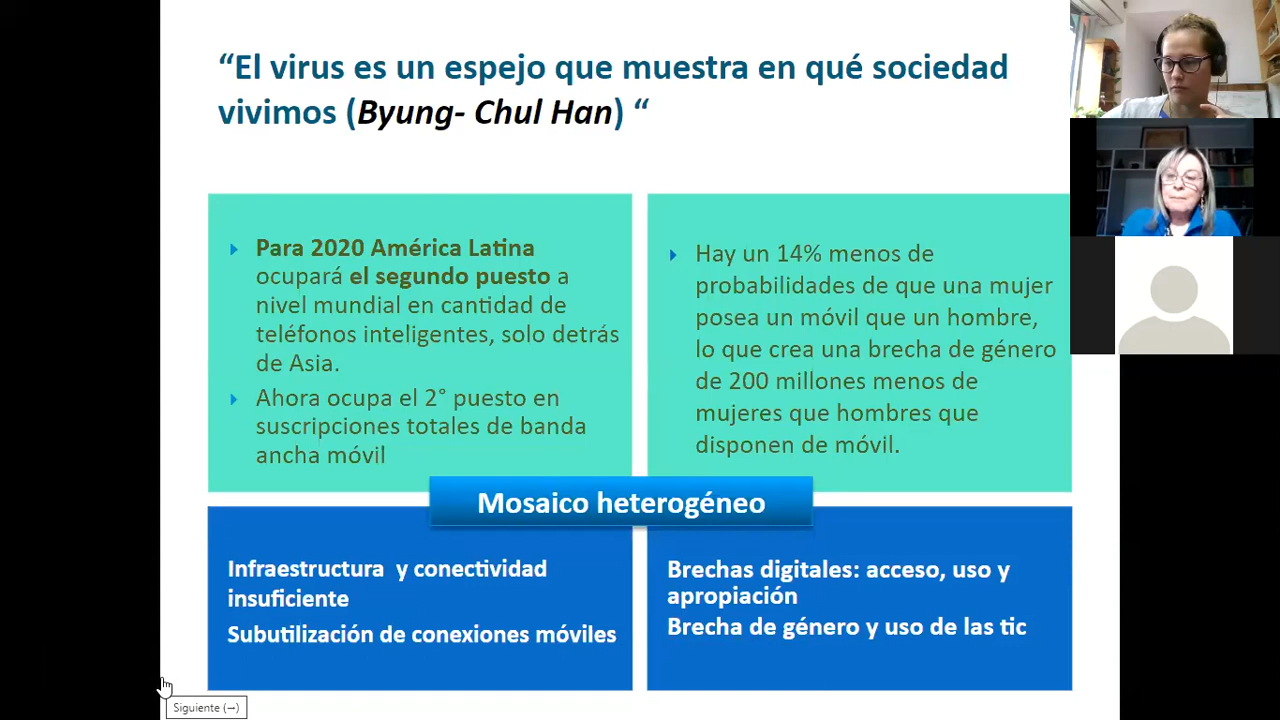 “El virus es un espejo que muestra en qué sociedad
vivimos (Byung- Chul Han) “
Para 2020 América Latina
ocupará el segundo puesto a
nivel mundial en cantidad de
teléfonos inteligentes, solo detrás
de Asia.
Ahora ocupa el 2° puesto en
suscripciones totales de banda
ancha móvil
Hay un 14% menos de
probabilidades de que una mujer
posea un móvil que un hombre,
lo que crea una brecha de género
de 200 millones menos de
mujeres que hombres que
disponen de móvil.
Mosaico heterogéneo
Infraestructura y conectividad
insuficiente
Subutilización de conexiones móviles
Brechas digitales: acceso, uso y
apropiación
Brecha de género y uso de las tic
Siguiente (→)